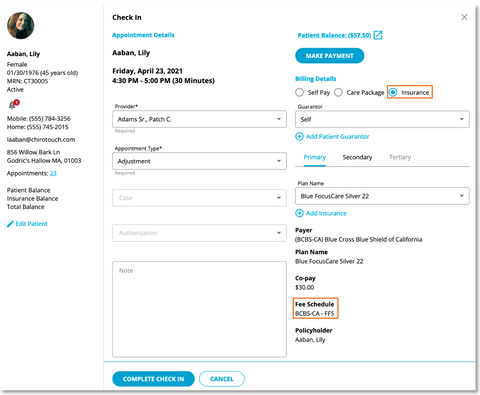 Aaban, Lily
Female
01/30/1976 (45 years old)
MRN: CT30005
Active
Mobile: (555) 784-3256
Home: (555) 745-2015
laaban@chirotouch.com
856 Willow Bark Ln
Godric's Hallow MA, 01003
Appointments: 23
Patient Balance
Insurance Balance
Total Balance
Edit Patient
Check In
Appointment Details
Aaban, Lily
Friday, April 23, 2021
4:30 PM - 5:00 PM (30 Minutes)
Provider*
Adams Sr., Patch C.
Required
Appointment Type*
Adjustment
Required
Case
Authorization
Note
Patient Balance: ($57.50)
MAKE PAYMENT
Billing Details
Self Pay
Care Package
Insurance
Guarantor
Self
Add Patient Guarantor
Primary
Secondary
Tertiary
Plan Name
Blue FocusCare Silver 22
Add Insurance
Payer
(BCBS-CA) Blue Cross Blue Shield of California
Plan Name
Blue FocusCare Silver 22
Co-pay
$30.00
Fee Schedule
BCBS-CA - FFS
Policyholder
Aaban, Lily
COMPLETE CHECK IN
CANCEL